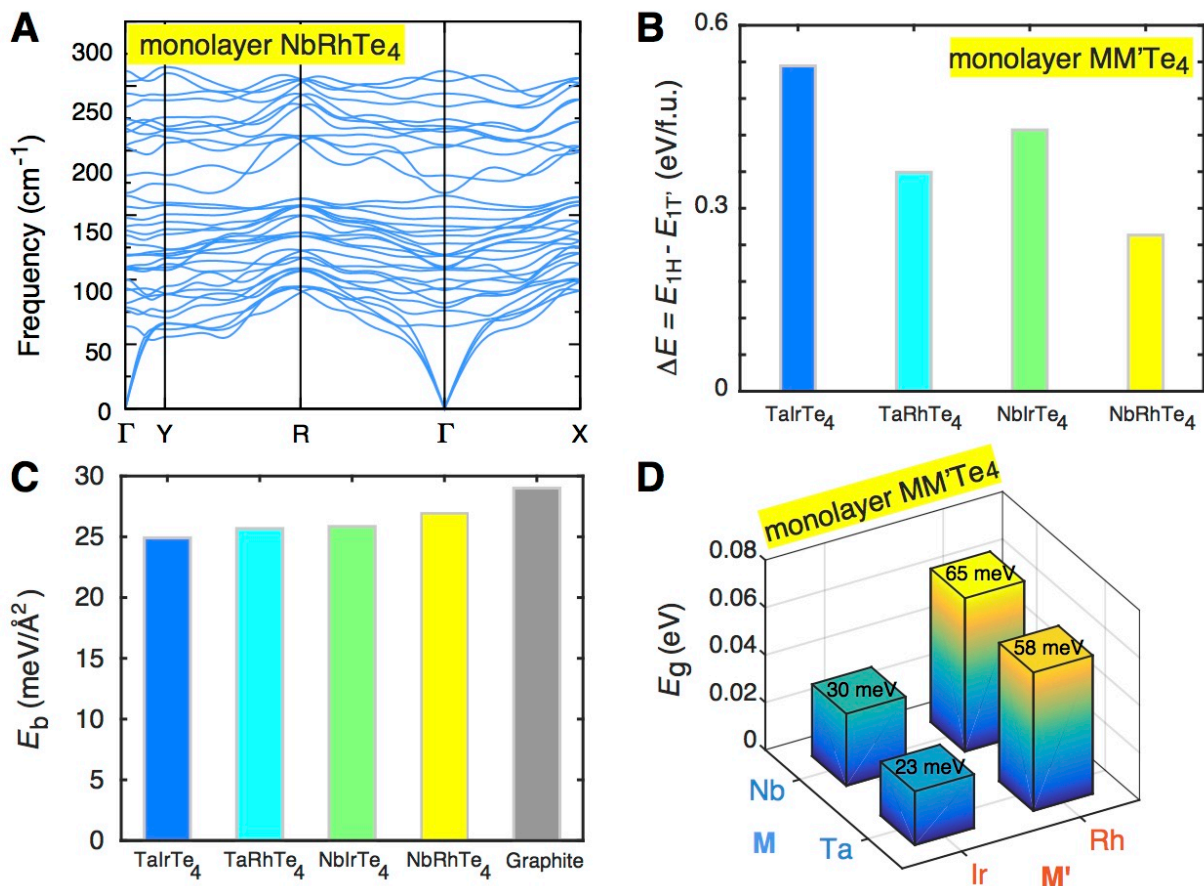 A
monolayer NbRhTe4
Frequency (cm-1)
300
250
200
150
100
50
0
Γ Y R Γ X
B
monolayer MM'Te4
ΔE = E1H - E1T' (eV/f.u.)
0.6
0.3
0
TaIrTe4 TaRhTe4 NbIrTe4 NbRhTe4
C
Eb (meV/Å2)
30
25
20
15
10
5
0
TaIrTe4 TaRhTe4 NbIrTe4 NbRhTe4 Graphite
D
monolayer MM'Te4
Eg (eV)
0.08
0.06
0.04
0.02
0
65 meV
58 meV
30 meV
23 meV
Nb
Ta
M
Ir
Rh
M'